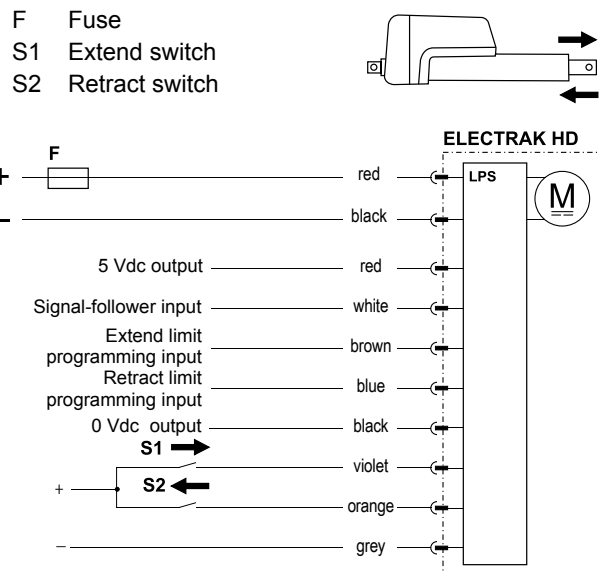 F Fuse
S1 Extend switch
S2 Retract switch
ELECTRAK HD
F
+ red LPS
M
− black
5 Vdc output red
Signal-follower input white
Extend limit
programming input brown
Retract limit
programming input blue
0 Vdc output black
S1
violet
+ S2
orange
− grey